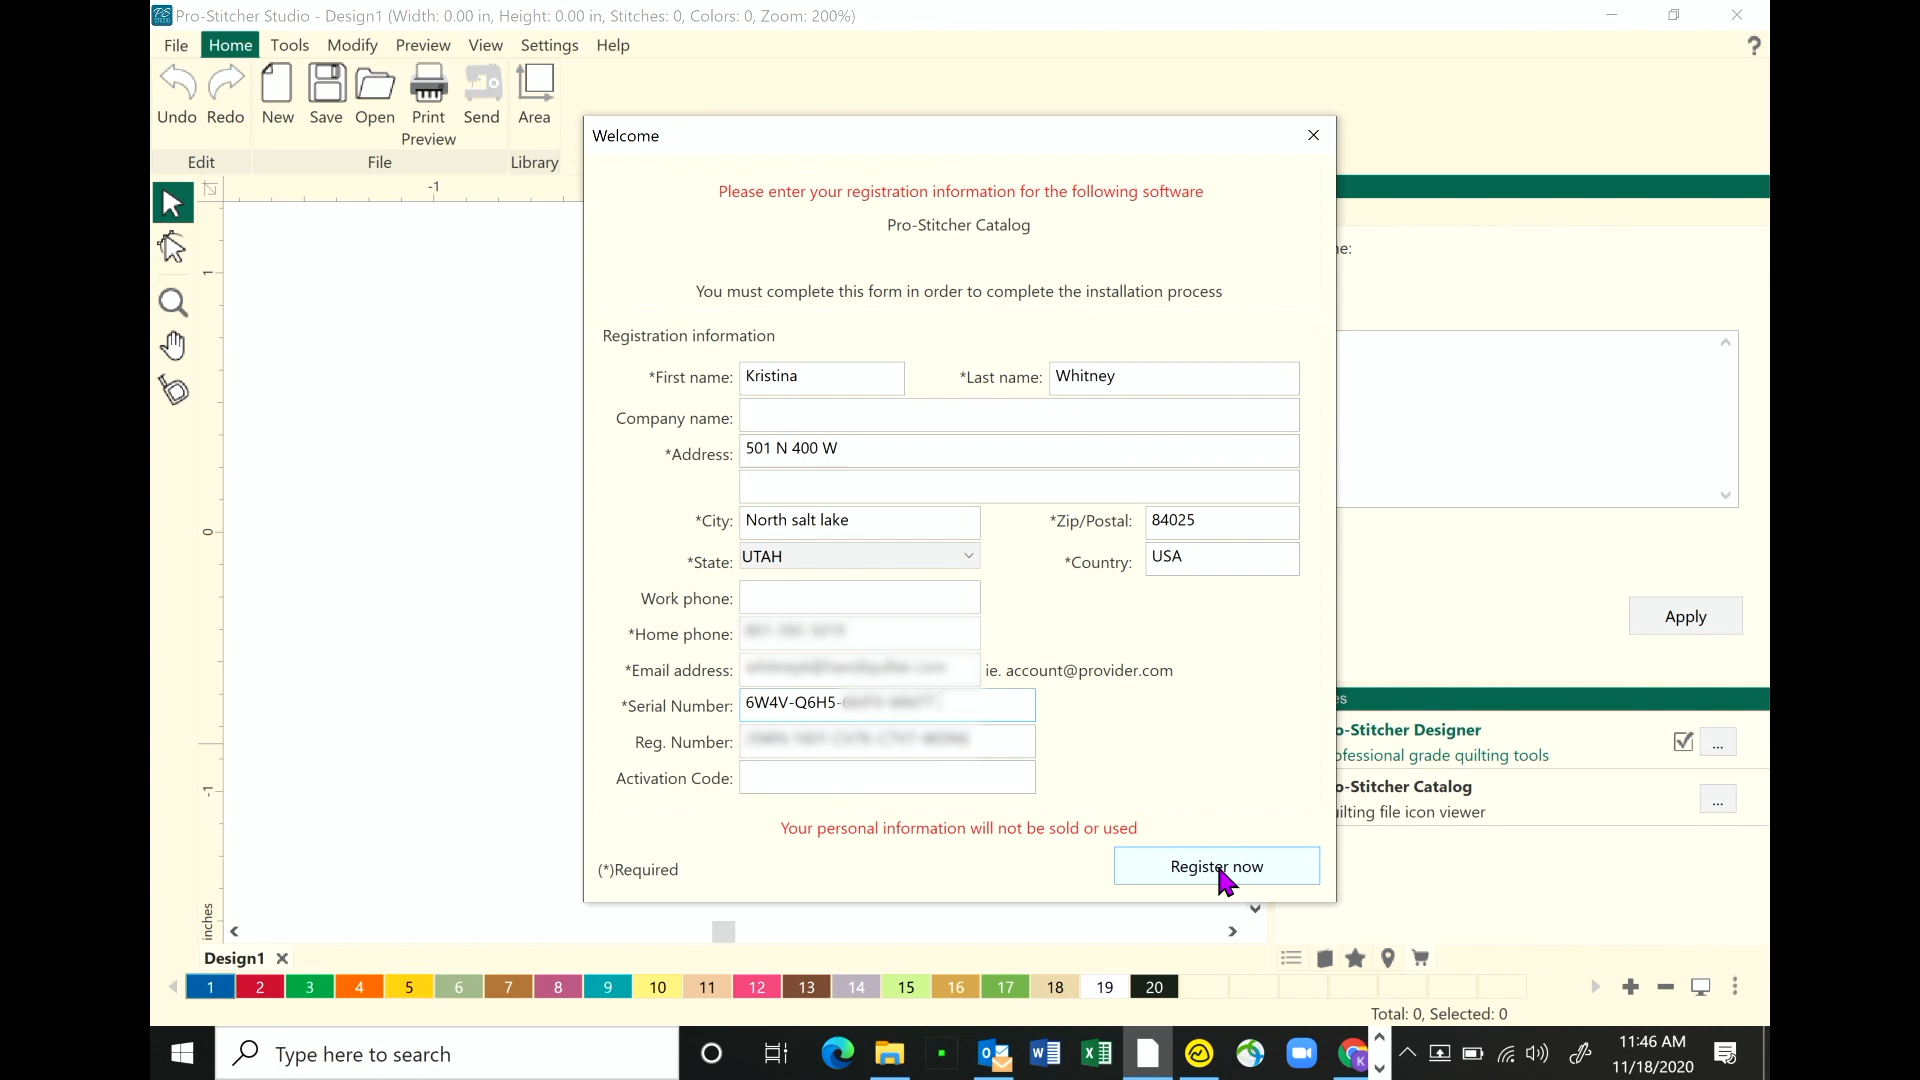 Pro-Stitcher Studio - Design1 (Width: 0.00 in, Height: 0.00 in, Stitches: 0, Colors: 0, Zoom: 200%)
File Home Tools Modify Preview View Settings Help
?
Undo Redo New Save Open Print Preview Send Area
Edit File Library
Welcome
-1
Please enter your registration information for the following software
Pro-Stitcher Catalog
You must complete this form in order to complete the installation process
Registration information
*First name: Kristina *Last name: Whitney
Company name:
*Address: 501 N 400 W
*City: North salt lake *Zip/Postal: 84025
*State: UTAH *Country: USA
Work phone:
*Home phone:
*Email address: ie. account@provider.com
*Serial Number: 6W4V-Q6H5-
Reg. Number:
Activation Code:
Your personal information will not be sold or used
(*)Required
Register now
1
0
-1
inches
Apply
o-Stitcher Designer
ofessional grade quilting tools
...
o-Stitcher Catalog
ilting file icon viewer
...
Design1
1 2 3 4 5 6 7 8 9 10 11 12 13 14 15 16 17 18 19 20
Total: 0, Selected: 0
Type here to search
11:46 AM
11/18/2020